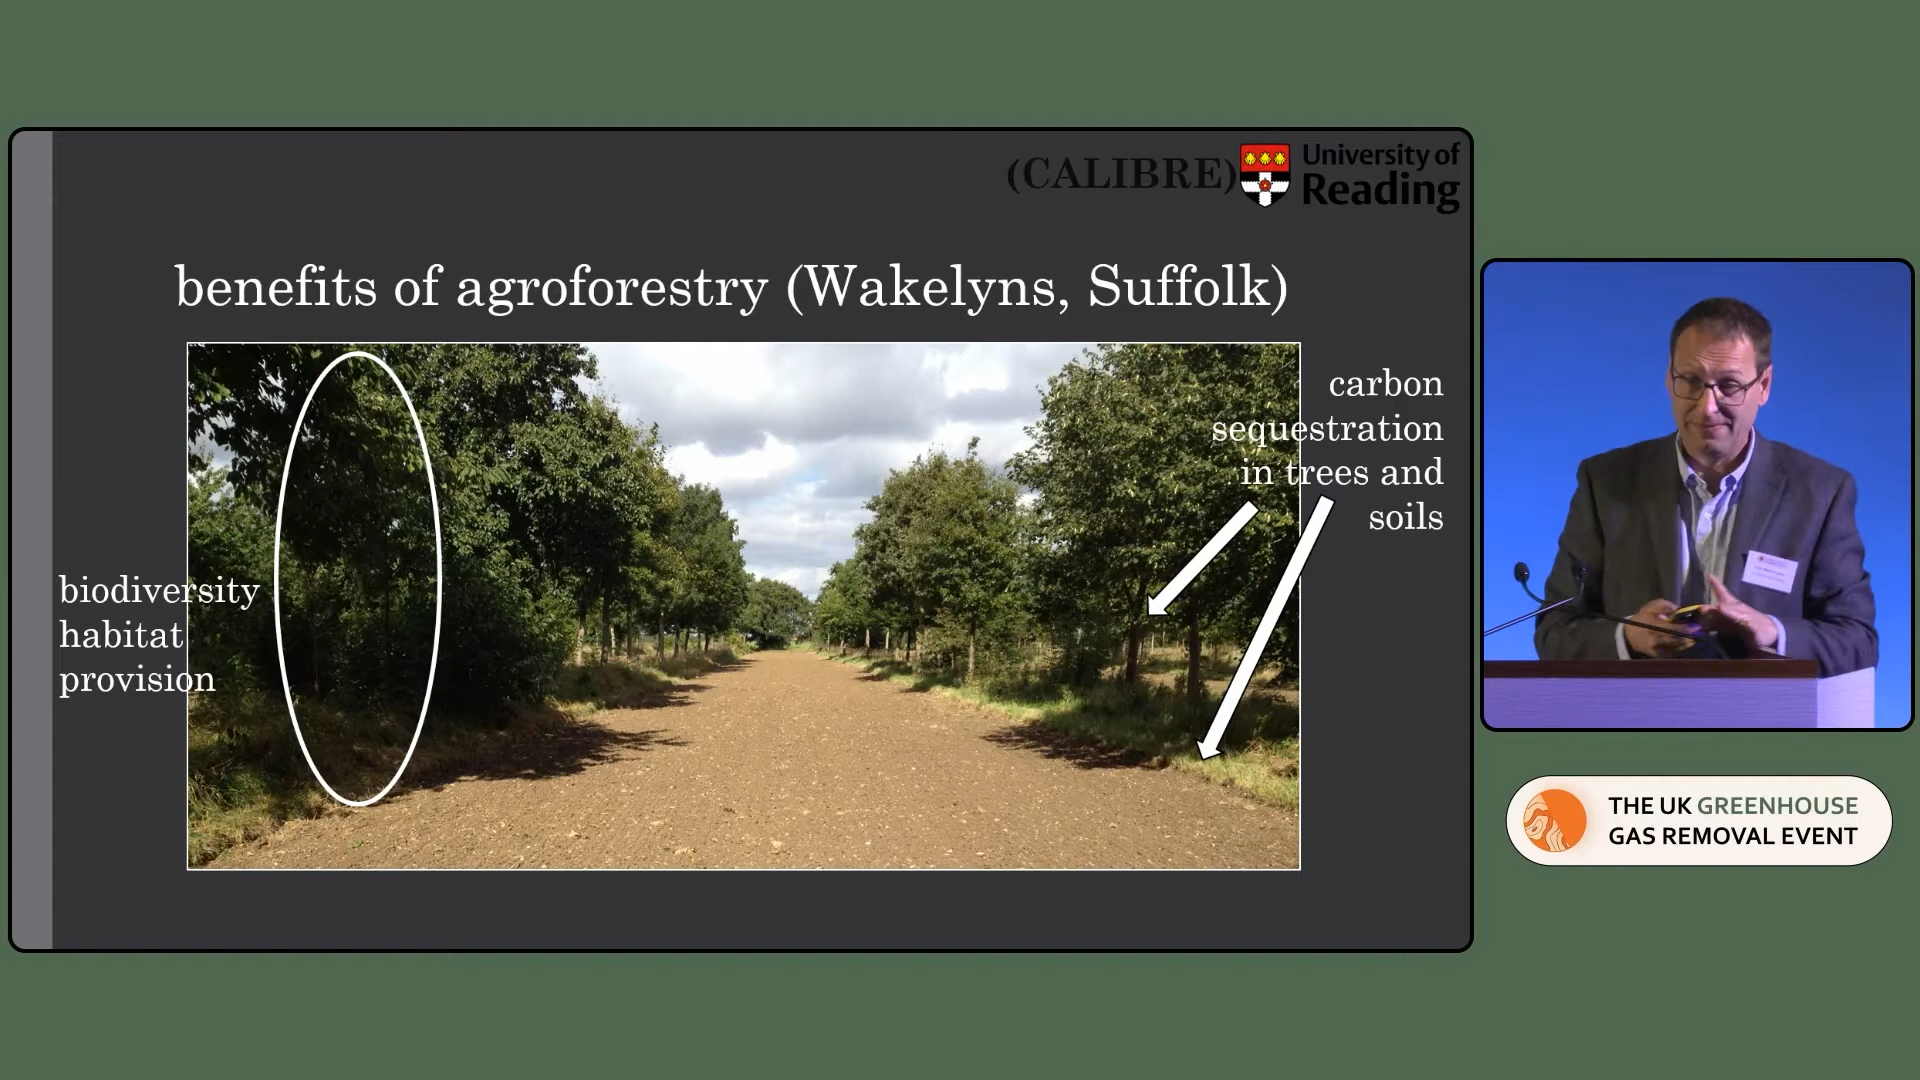 (CALIBRE)
University of
Reading
benefits of agroforestry (Wakelyns, Suffolk)
carbon
sequestration
in trees and
soils
biodiversity
habitat
provision
THE UK GREENHOUSE
GAS REMOVAL EVENT